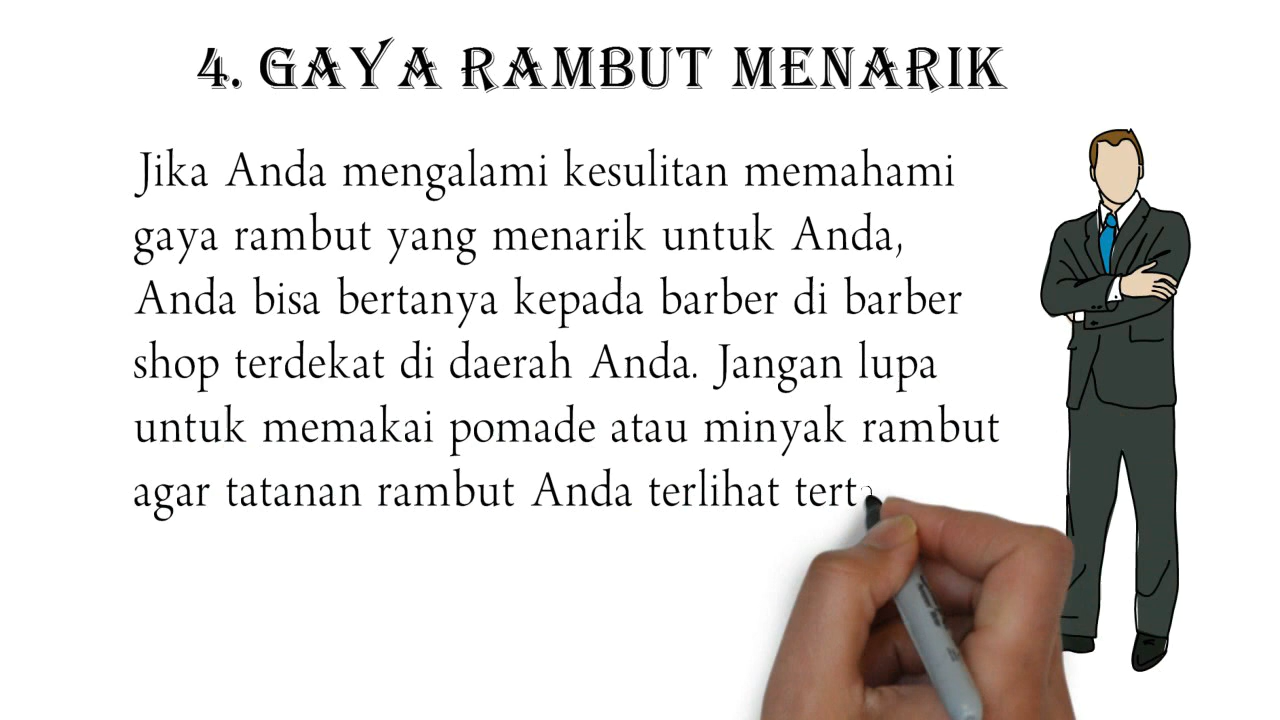 4. GAYA RAMBUT MENARIK
Jika Anda mengalami kesulitan memahami
gaya rambut yang menarik untuk Anda,
Anda bisa bertanya kepada barber di barber
shop terdekat di daerah Anda. Jangan lupa
untuk memakai pomade atau minyak rambut
agar tatanan rambut Anda terlihat tert